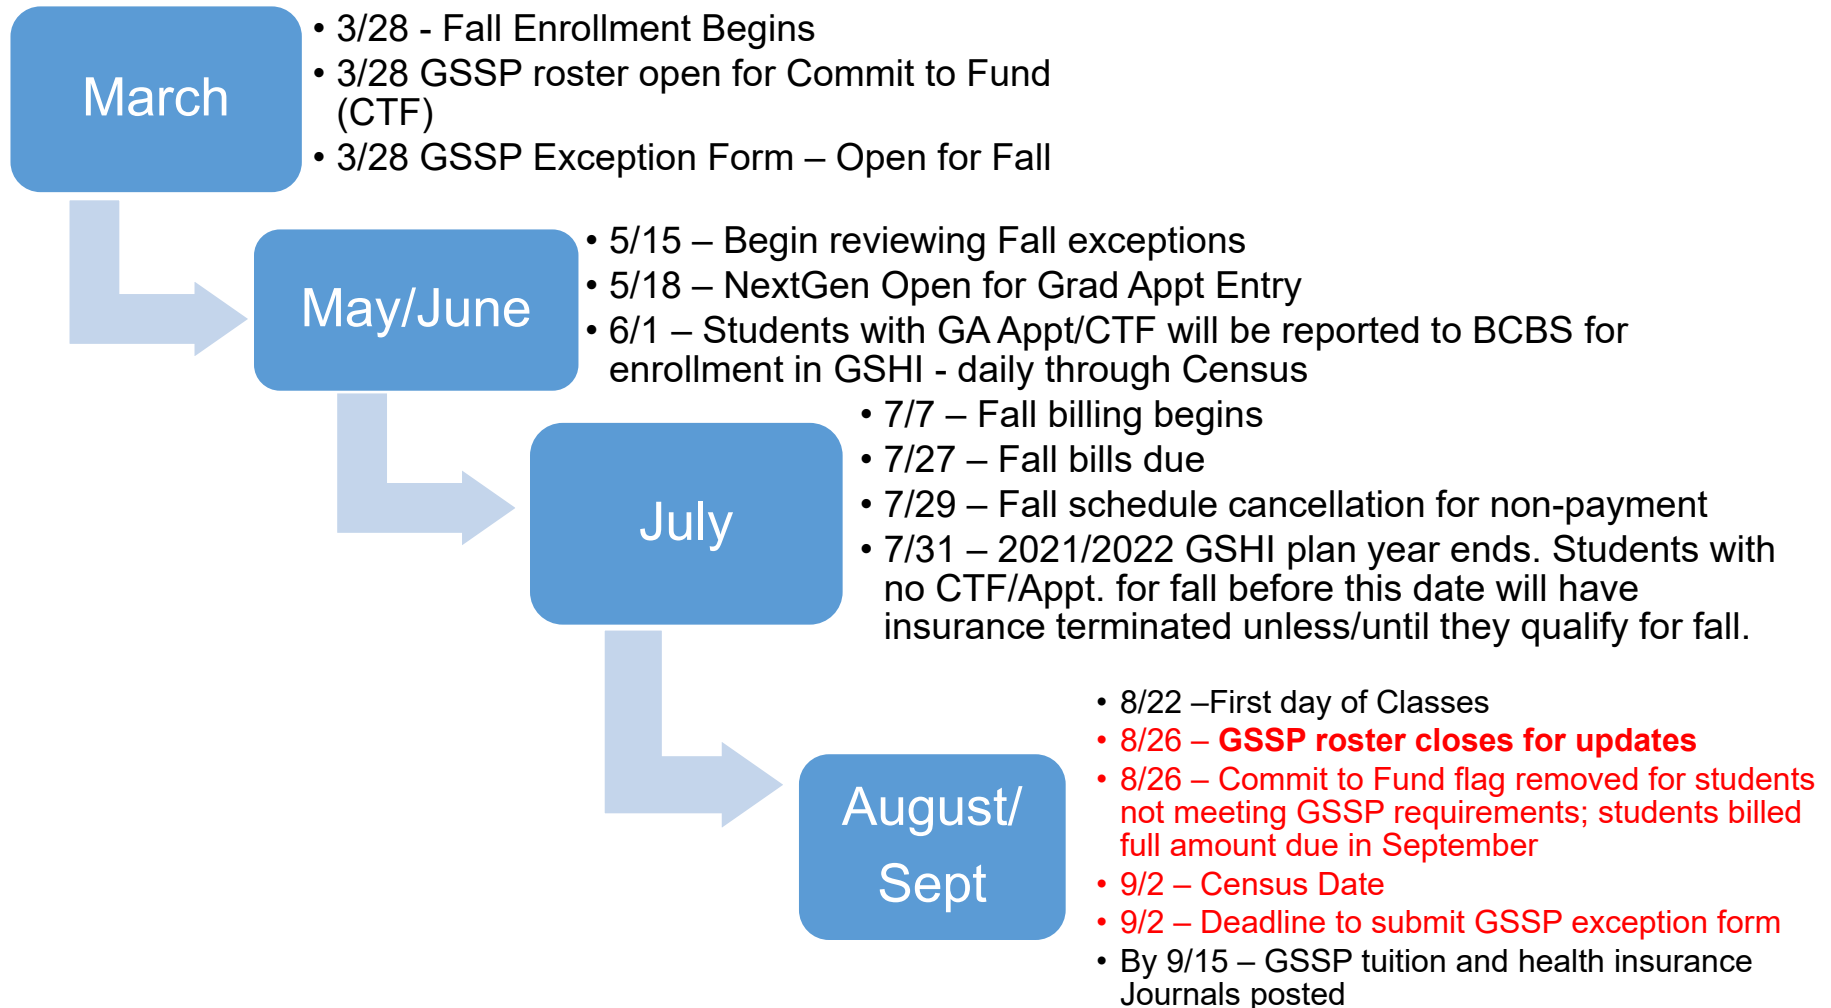 March
• 3/28 - Fall Enrollment Begins
• 3/28 GSSP roster open for Commit to Fund
(CTF)
• 3/28 GSSP Exception Form – Open for Fall
May/June
• 5/15 – Begin reviewing Fall exceptions
• 5/18 – NextGen Open for Grad Appt Entry
• 6/1 – Students with GA Appt/CTF will be reported to BCBS for
enrollment in GSHI - daily through Census
July
• 7/7 – Fall billing begins
• 7/27 – Fall bills due
• 7/29 – Fall schedule cancellation for non-payment
• 7/31 – 2021/2022 GSHI plan year ends. Students with
no CTF/Appt. for fall before this date will have
insurance terminated unless/until they qualify for fall.
August/
Sept
• 8/22 –First day of Classes
• 8/26 – GSSP roster closes for updates
• 8/26 – Commit to Fund flag removed for students
not meeting GSSP requirements; students billed
full amount due in September
• 9/2 – Census Date
• 9/2 – Deadline to submit GSSP exception form
• By 9/15 – GSSP tuition and health insurance
Journals posted